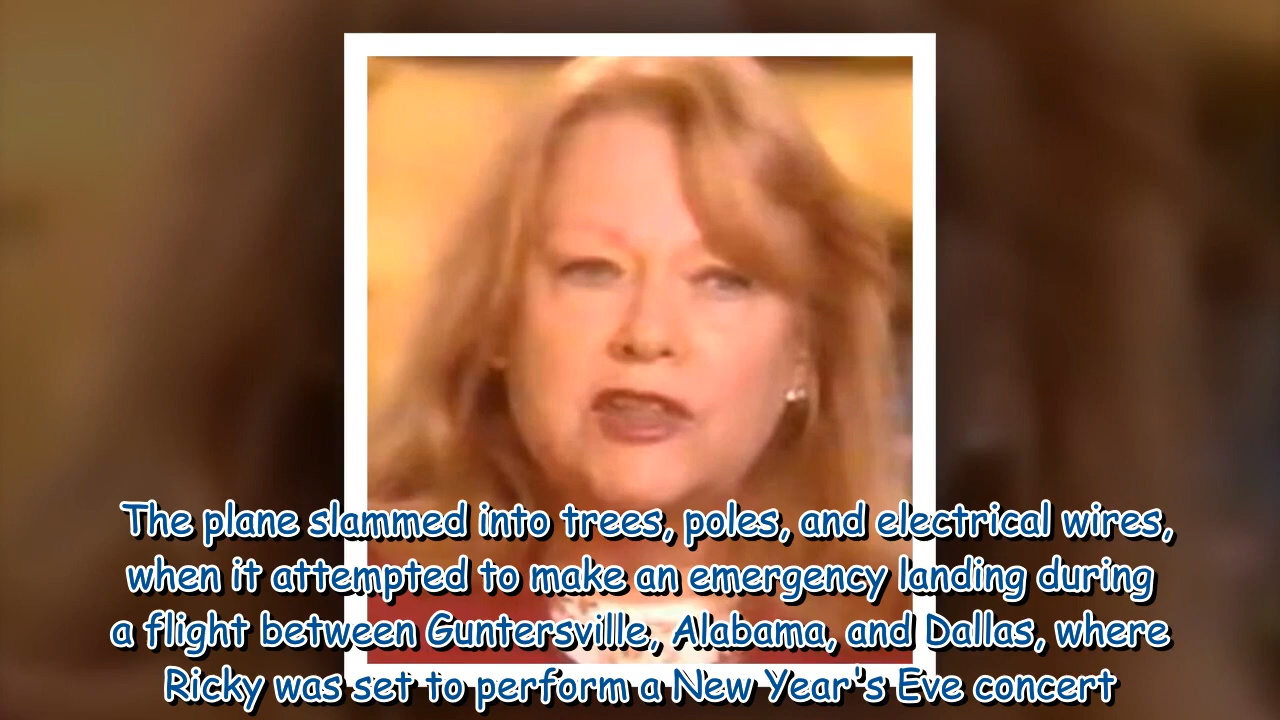 The plane slammed into trees, poles, and electrical wires,
when it attempted to make an emergency landing during
a flight between Guntersville, Alabama, and Dallas, where
Ricky was set to perform a New Year's Eve concert